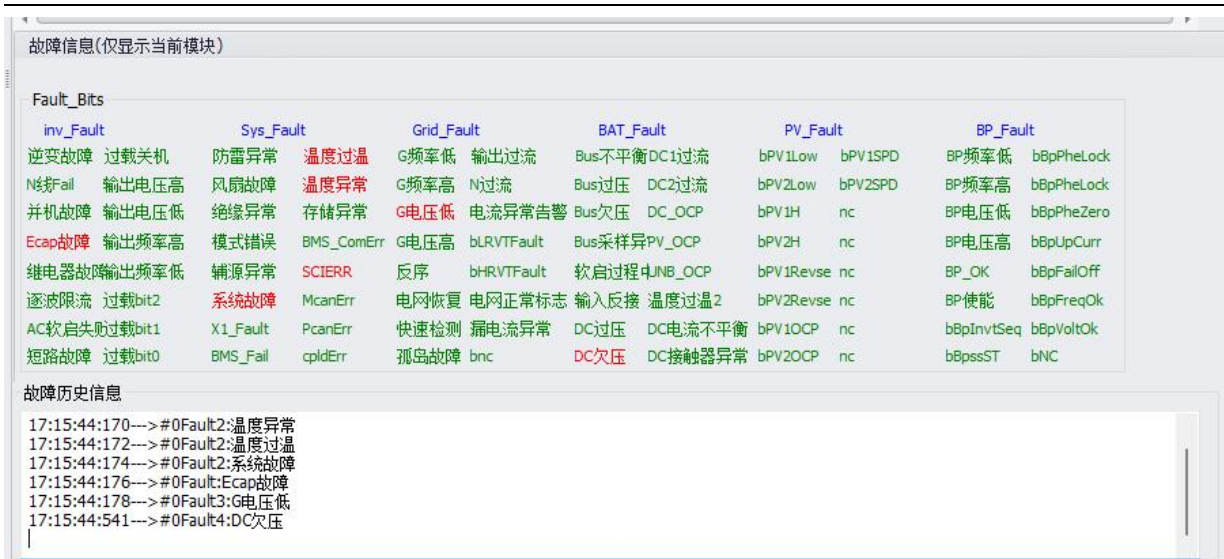 故障信息(仅显示当前模块)
Fault_Bits
inv_Fault Sys_Fault Grid_Fault BAT_Fault PV_Fault BP_Fault
逆变故障 过载关机 防雷异常 温度过温 G频率低 输出过流 Bus不平衡 DC1过流 bPV1Low bPV1SPD BP频率低 bBpPheLock
N线Fail 输出电压高 风扇故障 温度异常 G频率高 N过流 Bus过压 DC2过流 bPV2Low bPV2SPD BP频率高 bBpPheLock
并机故障 输出电压低 绝缘异常 存储异常 G电压低 电流异常告警 Bus欠压 DC_OCP bPV1H nc BP电压低 bBpPheZero
Ecap故障 输出频率高 模式错误 BMS_ComErr G电压高 bLRVTFault Bus采样异 PV_OCP bPV2H nc BP电压高 bBpUpCurr
继电器故障 输出频率低 辅源异常 SCIERR 反序 bHRVTFault 软启过程中 UNB_OCP bPV1Revse nc BP_OK bBpFailOff
逐波限流 过载bit2 系统故障 McanErr 电网恢复 电网正常标志 输入反接 温度过温2 bPV2Revse nc BP使能 bBpFreqOk
AC软启失败 过载bit1 X1_Fault PcanErr 快速检测 漏电流异常 DC过压 DC电流不平衡 bPV1OCP nc bBpInvtSeq bBpVoltOk
短路故障 过载bit0 BMS_Fail cpldErr 孤岛故障 bnc DC欠压 DC接触器异常 bPV2OCP nc bBpssST bNC
故障历史信息
17:15:44:170--->#0Fault2:温度异常
17:15:44:172--->#0Fault2:温度过温
17:15:44:174--->#0Fault2:系统故障
17:15:44:176--->#0Fault:Ecap故障
17:15:44:178--->#0Fault3:G电压低
17:15:44:541--->#0Fault4:DC欠压